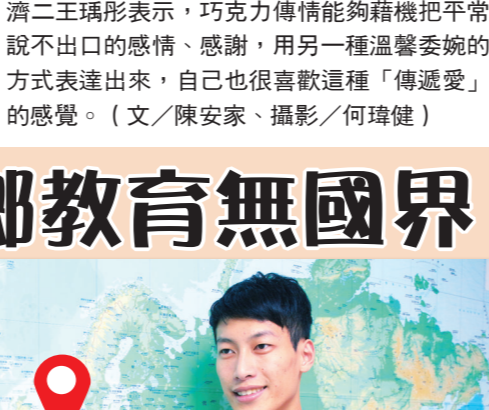 濟二王瑀彤表示，巧克力傳情能夠藉機把平常
說不出口的感情、感謝，用另一種溫馨委婉的
方式表達出來，自己也很喜歡這種「傳遞愛」
的感覺。（文／陳安家、攝影／何瑋健）
鄉教育無國界